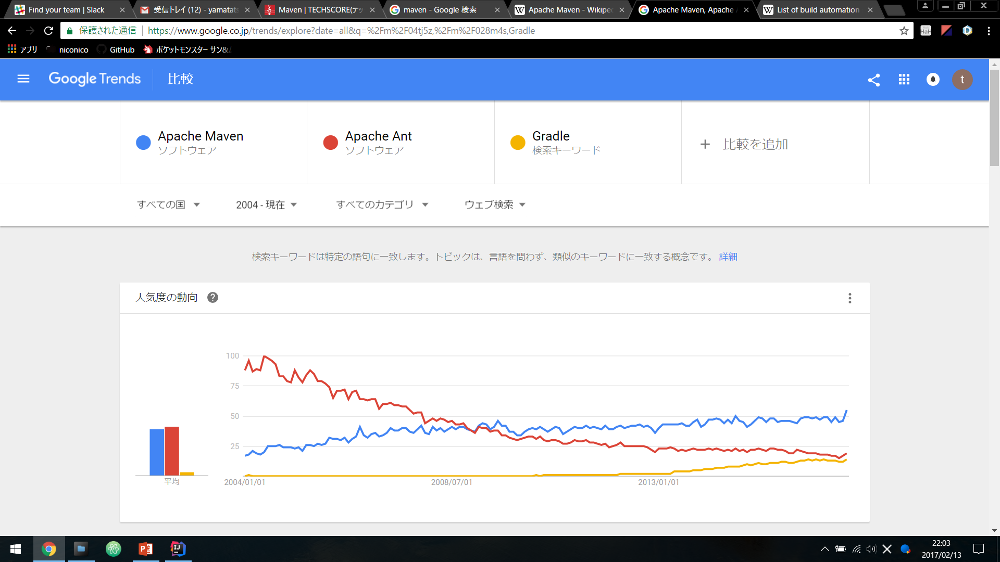 Find your team | Slack
受信トレイ (12) - yamatats
Maven | TECHSCORE(テッ
maven - Google 検索
Apache Maven - Wikipe
Apache Maven, Apache
List of build automation
保護された通信
https://www.google.co.jp/trends/explore?date=all&q=%2Fm%2F04tj5z,%2Fm%2F028m4s,Gradle
アプリ niconico GitHub ポケットモンスター サン&
Google Trends 比較 t
Apache Maven
ソフトウェア
Apache Ant
ソフトウェア
Gradle
検索キーワード
+ 比較を追加
すべての国 2004 - 現在 すべてのカテゴリ ウェブ検索
検索キーワードは特定の語句に一致します。トピックは、言語を問わず、類似のキーワードに一致する概念です。 詳細
人気度の動向 ?
100
75
50
25
平均
2004/01/01 2008/07/01 2013/01/01
22:03
2017/02/13